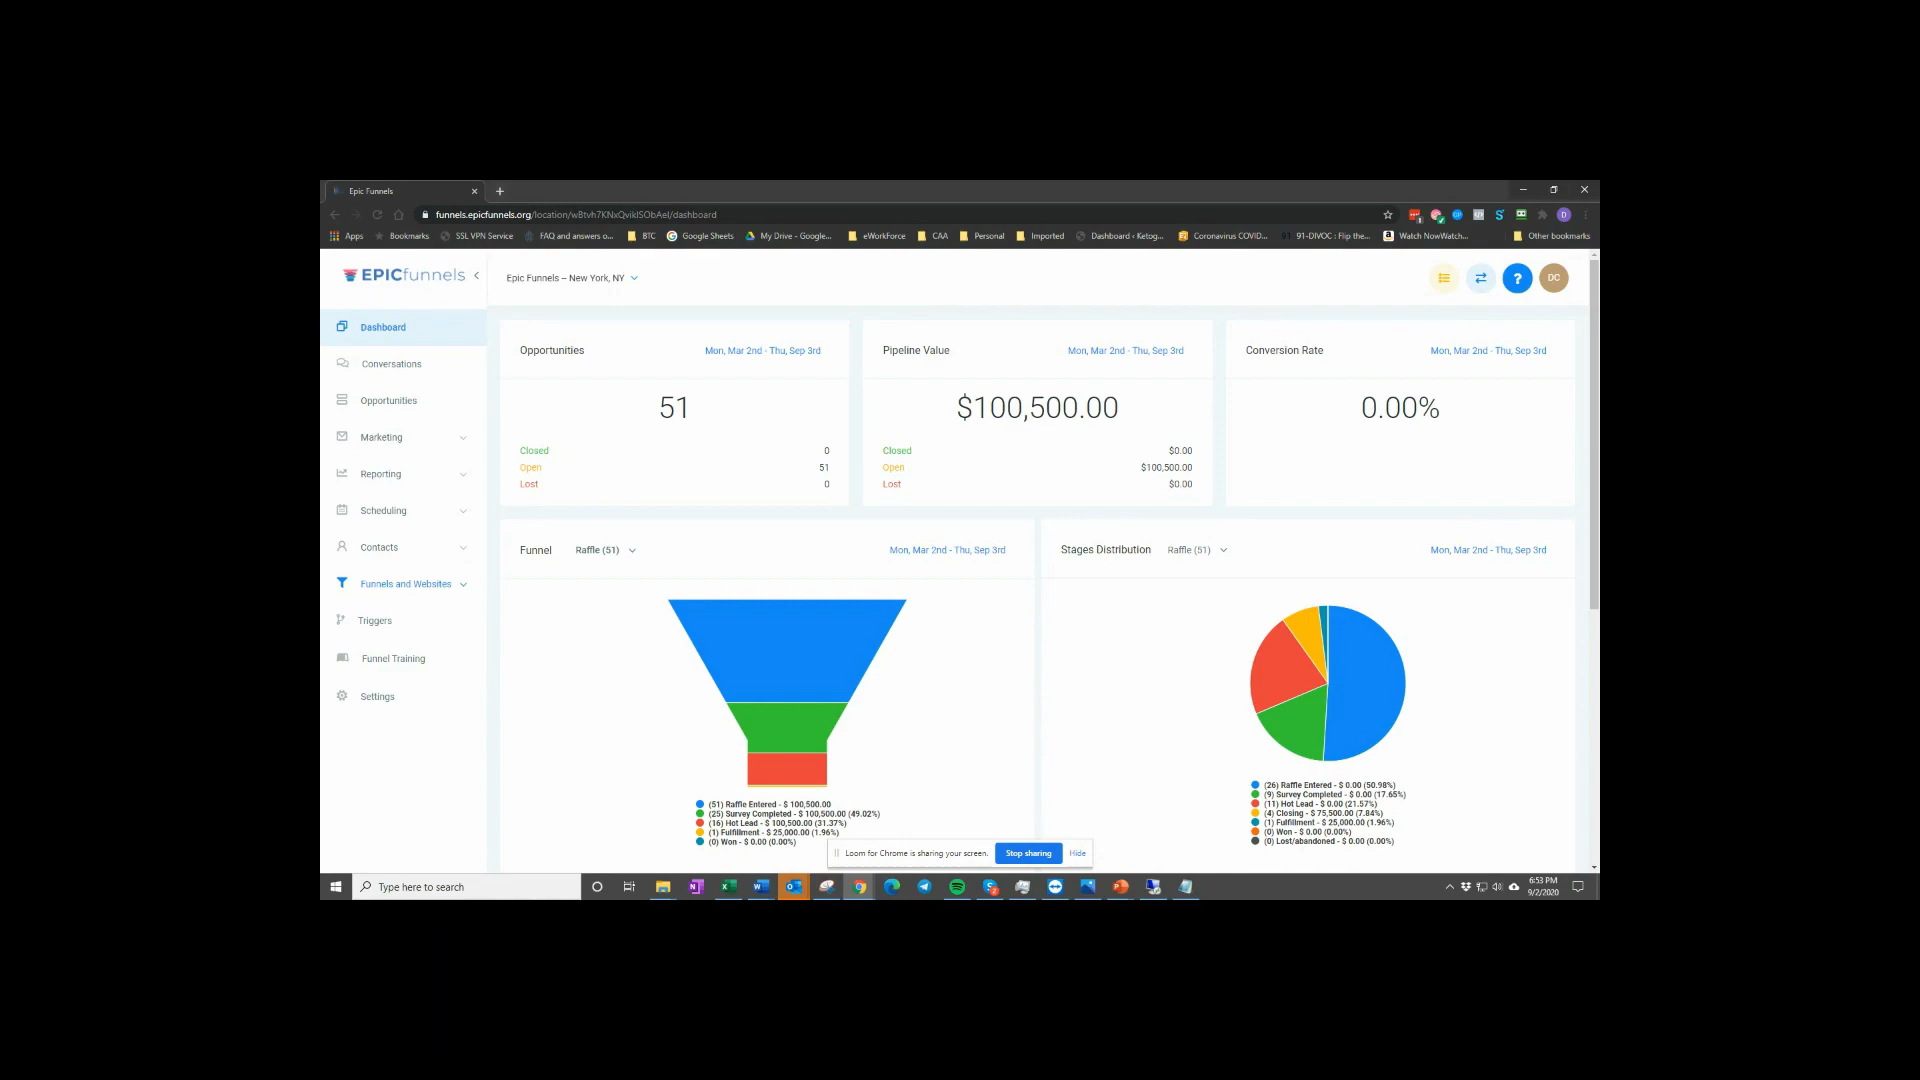 Epic Funnels
funnels.epicfunnels.org/location/w8tvh7KNxQvikISObAeI/dashboard
Apps Bookmarks SSL VPN Service FAQ and answers o... BTC Google Sheets My Drive - Google... eWorkForce CAA Personal Imported Dashboard ‹ Ketog... Coronavirus COVID... 91-DIVOC : Flip the... Watch NowWatch... Other bookmarks
EPICfunnels
Epic Funnels – New York, NY
? DC
Dashboard
Conversations
Opportunities
Marketing
Reporting
Scheduling
Contacts
Funnels and Websites
Triggers
Funnel Training
Settings
Opportunities Mon, Mar 2nd - Thu, Sep 3rd
51
Closed 0
Open 51
Lost 0
Pipeline Value Mon, Mar 2nd - Thu, Sep 3rd
$100,500.00
Closed $0.00
Open $100,500.00
Lost $0.00
Conversion Rate Mon, Mar 2nd - Thu, Sep 3rd
0.00%
Funnel Raffle (51) Mon, Mar 2nd - Thu, Sep 3rd
(51) Raffle Entered - $ 100,500.00
(25) Survey Completed - $ 100,500.00 (49.02%)
(16) Hot Lead - $ 100,500.00 (31.37%)
(1) Fulfillment - $ 25,000.00 (1.96%)
(0) Won - $ 0.00 (0.00%)
Stages Distribution Raffle (51) Mon, Mar 2nd - Thu, Sep 3rd
(26) Raffle Entered - $ 0.00 (50.98%)
(9) Survey Completed - $ 0.00 (17.65%)
(11) Hot Lead - $ 0.00 (21.57%)
(4) Closing - $ 75,500.00 (7.84%)
(1) Fulfillment - $ 25,000.00 (1.96%)
(0) Won - $ 0.00 (0.00%)
(0) Lost/abandoned - $ 0.00 (0.00%)
Loom for Chrome is sharing your screen. Stop sharing Hide
Type here to search
6:53 PM
9/2/2020